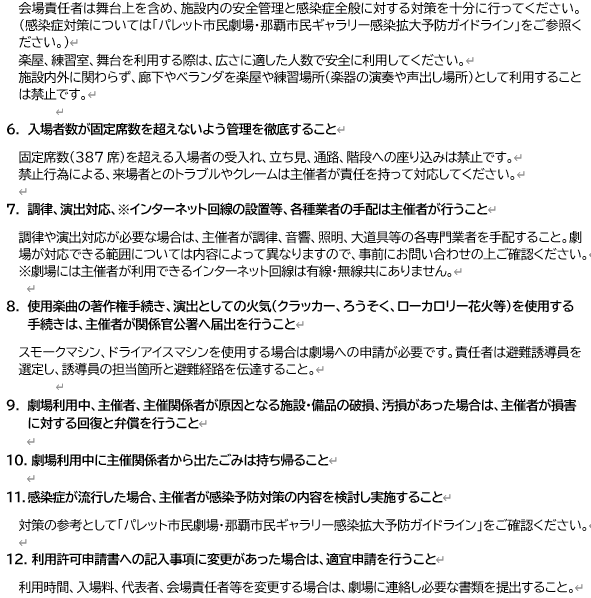 会場責任者は舞台上を含め、施設内の安全管理と感染症全般に対する対策を十分に行ってください。
（感染症対策については「パレット市民劇場・那覇市民ギャラリー感染拡大予防ガイドライン」をご参照く
ださい。）↵
楽屋、練習室、舞台を利用する際は、広さに適した人数で安全に利用してください。↵
施設内外に関わらず、廊下やベランダを楽屋や練習場所（楽器の演奏や声出し場所）として利用すること
は禁止です。↵
↵
6. 入場者数が固定席数を超えないよう管理を徹底すること↵
固定席数（387 席）を超える入場者の受入れ、立ち見、通路、階段への座り込みは禁止です。↵
禁止行為による、来場者とのトラブルやクレームは主催者が責任を持って対応してください。↵
↵
7. 調律、演出対応、※インターネット回線の設置等、各種業者の手配は主催者が行うこと↵
調律や演出対応が必要な場合は、主催者が調律、音響、照明、大道具等の各専門業者を手配すること。劇
場が対応できる範囲については内容によって異なりますので、事前にお問い合わせの上ご確認ください。↵
※劇場には主催者が利用できるインターネット回線は有線・無線共にありません。↵
↵
8. 使用楽曲の著作権手続き、演出としての火気（クラッカー、ろうそく、ローカロリー花火等）を使用する
手続きは、主催者が関係官公署へ届出を行うこと↵
スモークマシン、ドライアイスマシンを使用する場合は劇場への申請が必要です。責任者は避難誘導員を
選定し、誘導員の担当箇所と避難経路を伝達すること。↵
↵
9. 劇場利用中、主催者、主催関係者が原因となる施設・備品の破損、汚損があった場合は、主催者が損害
に対する回復と弁償を行うこと↵
↵
10. 劇場利用中に主催関係者から出たごみは持ち帰ること↵
↵
11. 感染症が流行した場合、主催者が感染予防対策の内容を検討し実施すること↵
対策の参考として「パレット市民劇場・那覇市民ギャラリー感染拡大予防ガイドライン」をご確認ください。↵
↵
12. 利用許可申請書への記入事項に変更があった場合は、適宜申請を行うこと↵
利用時間、入場料、代表者、会場責任者等を変更する場合は、劇場に連絡し必要な書類を提出すること。↵